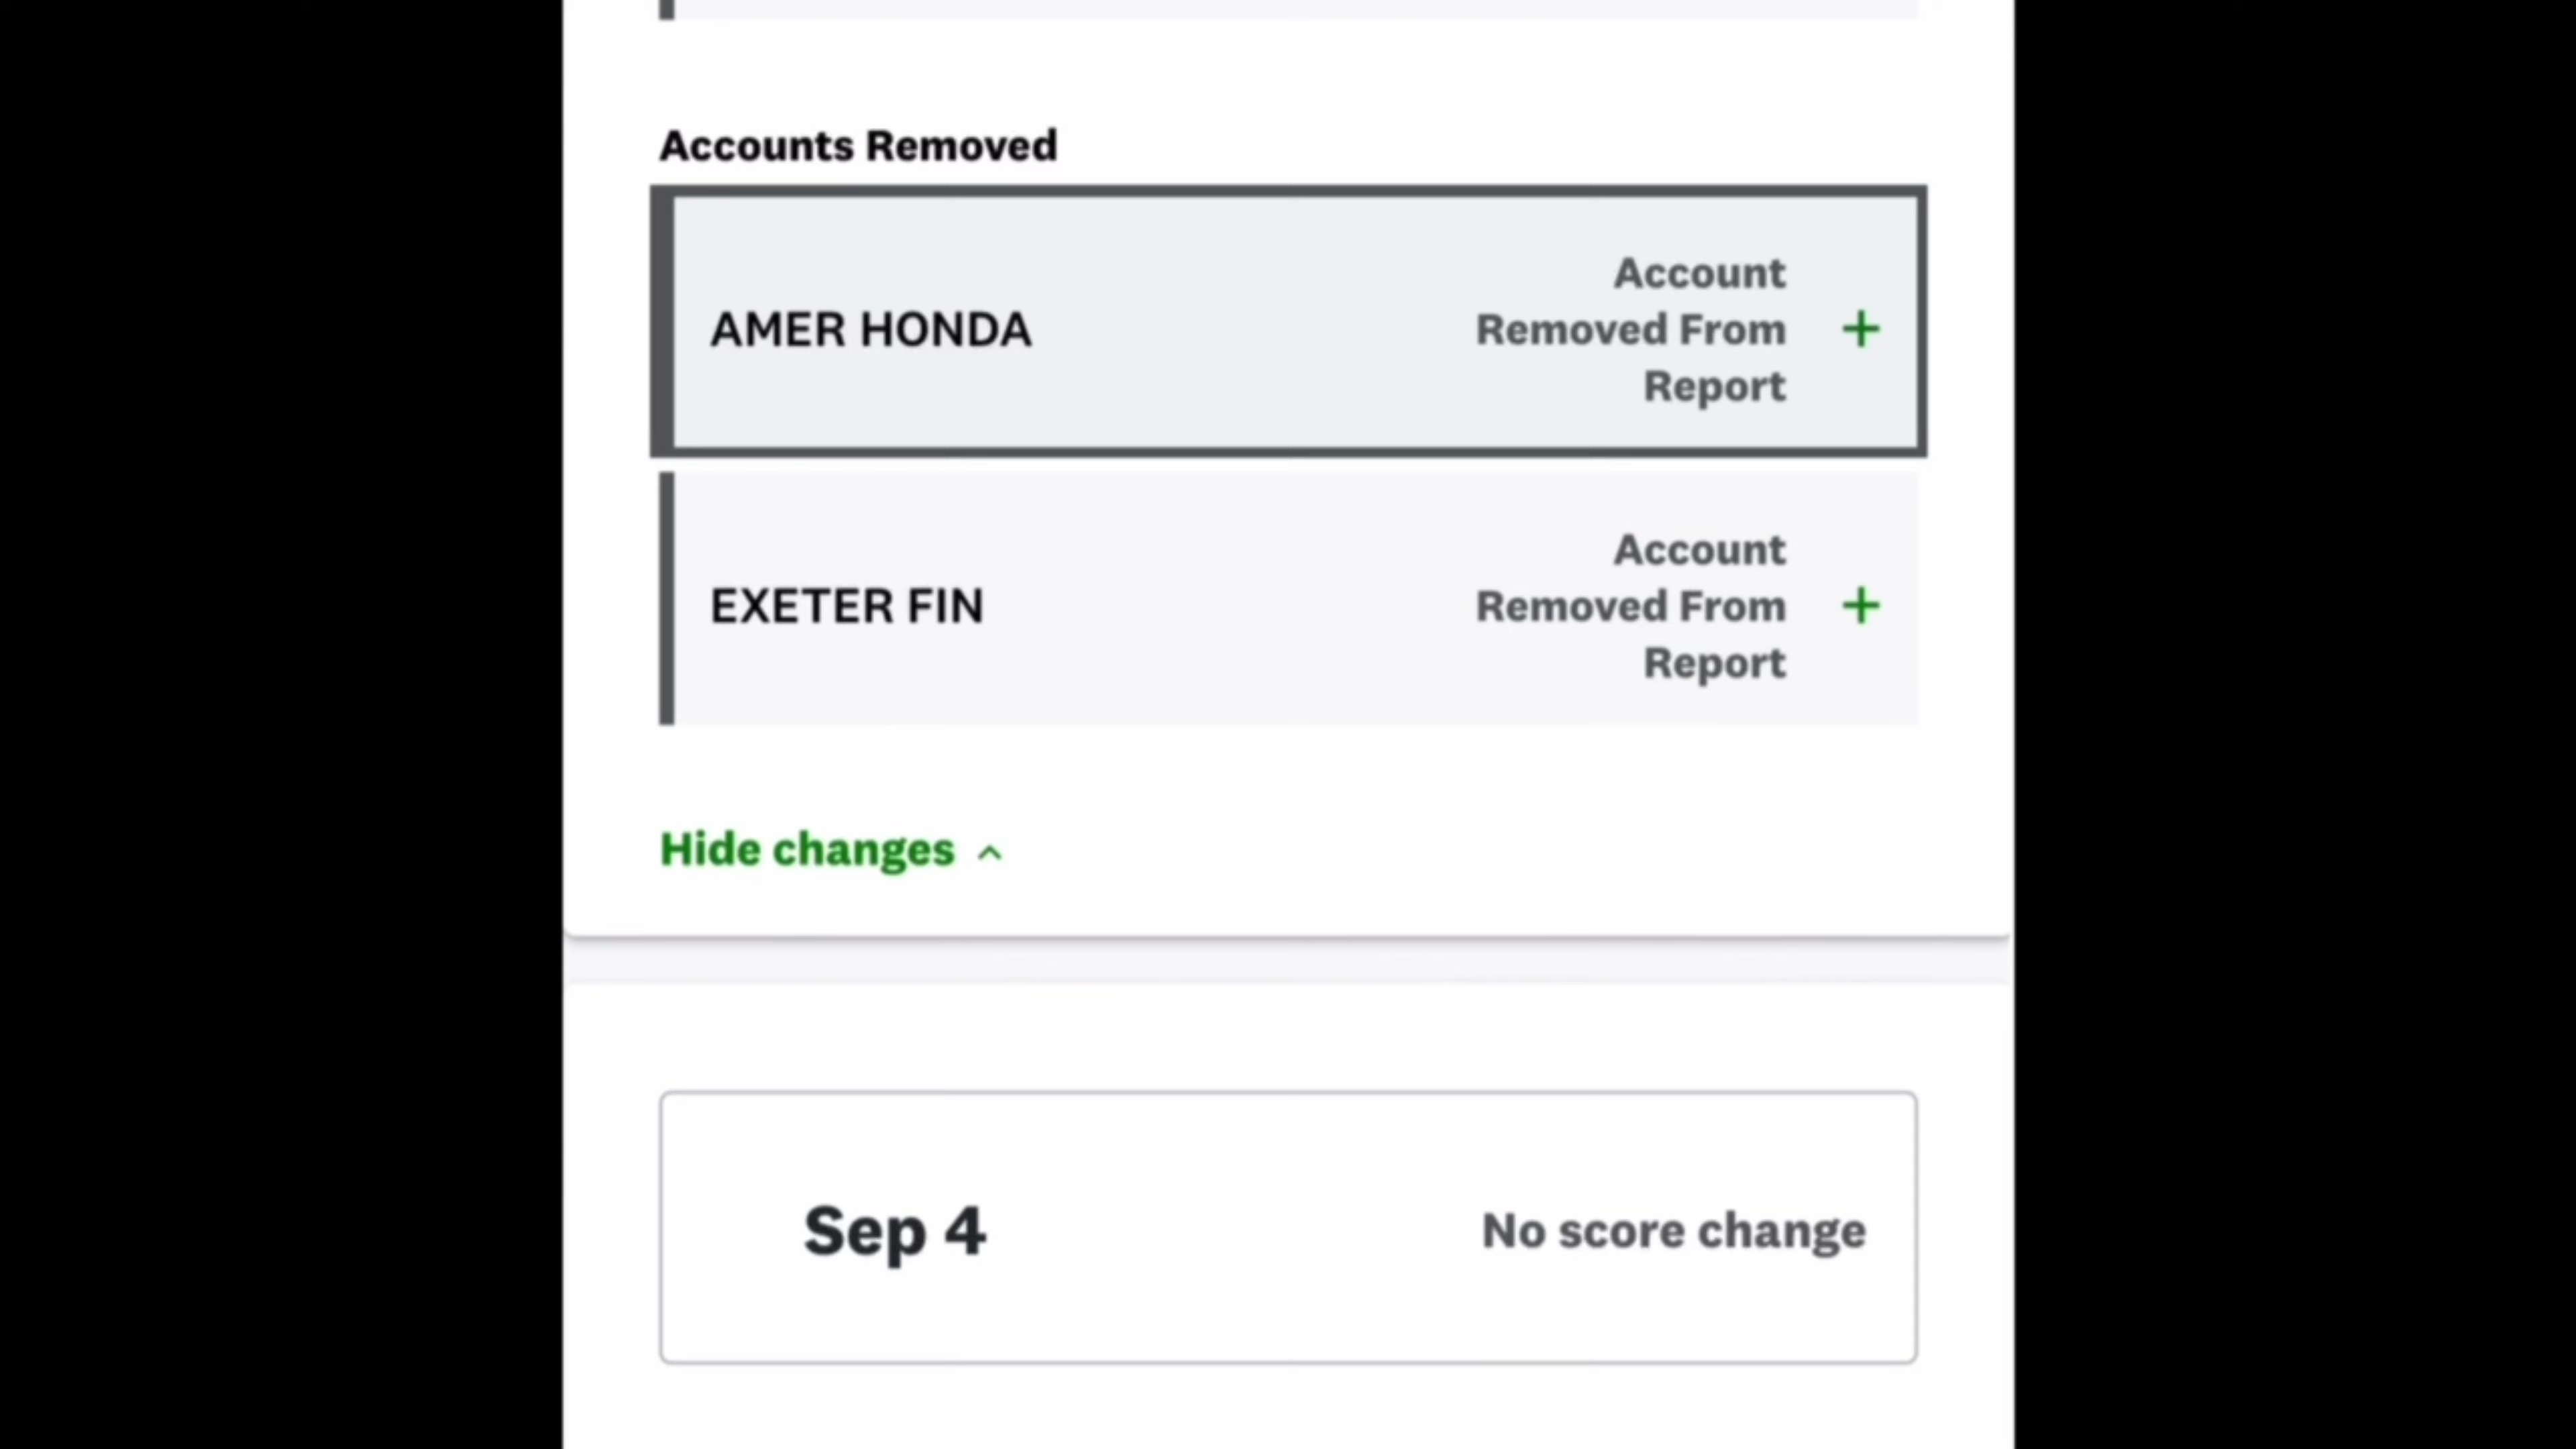 Accounts Removed
AMER HONDA
Account
Removed From
Report
+
EXETER FIN
Account
Removed From
Report
+
Hide changes
Sep 4
No score change